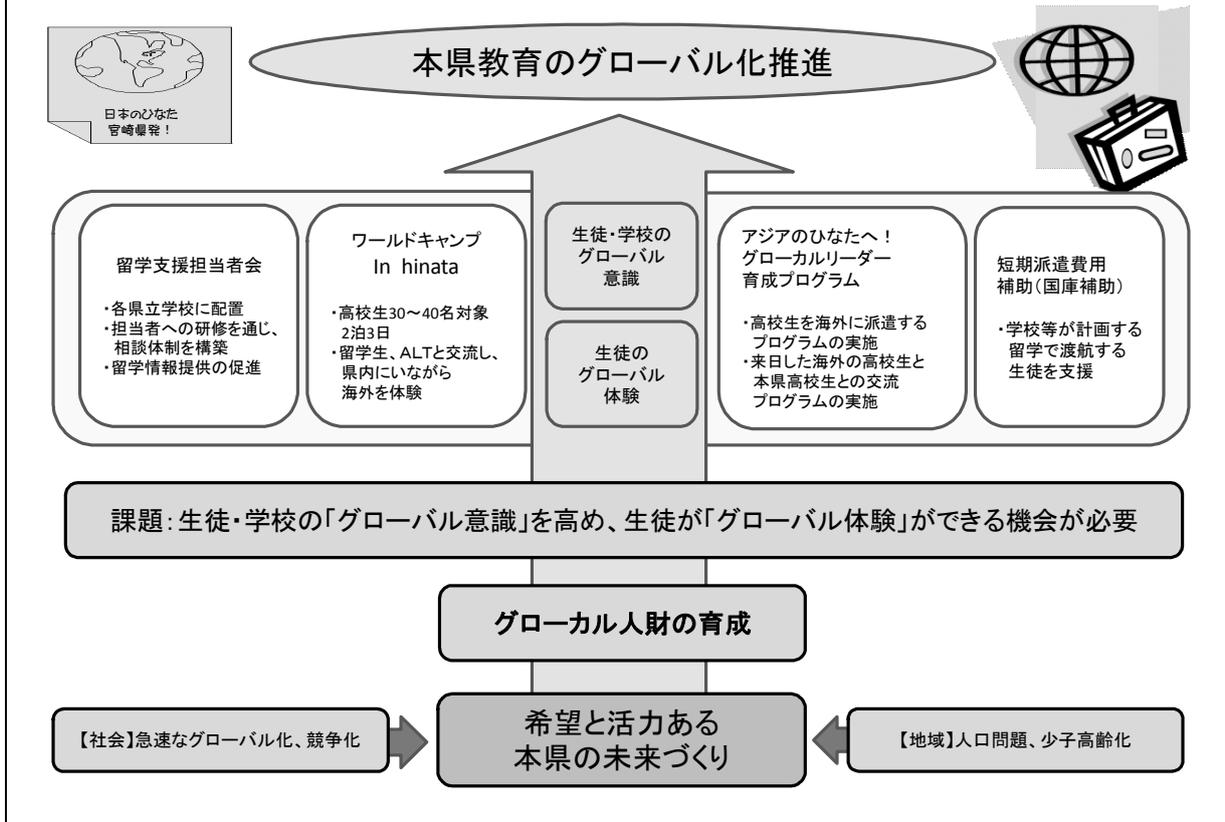 本県教育のグローバル化推進
日本のひなた
宮崎県発！
留学支援担当者会
・各県立学校に配置
・担当者への研修を通じ、
相談体制を構築
・留学情報提供の促進
ワールドキャンプ
In hinata
・高校生30～40名対象
2泊3日
・留学生、ALTと交流し、
県内にいながら
海外を体験
生徒・学校の
グローバル
意識
生徒の
グローバル
体験
アジアのひなたへ！
グローカルリーダー
育成プログラム
・高校生を海外に派遣する
プログラムの実施
・来日した海外の高校生と
本県高校生との交流
プログラムの実施
短期派遣費用
補助（国庫補助）
・学校等が計画する
留学で渡航する
生徒を支援
課題：生徒・学校の「グローバル意識」を高め、生徒が「グローバル体験」ができる機会が必要
グローカル人財の育成
【社会】急速なグローバル化、競争化
希望と活力ある
本県の未来づくり
【地域】人口問題、少子高齢化